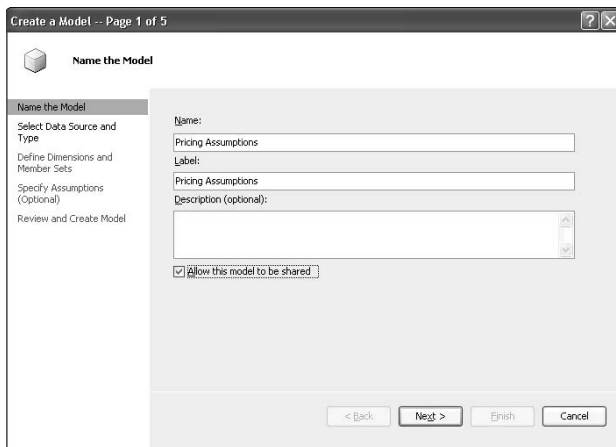 Create a Model -- Page 1 of 5
Name the Model
Name the Model
Select Data Source and
Type
Define Dimensions and
Member Sets
Specify Assumptions
(Optional)
Review and Create Model
Name:
Pricing Assumptions
Label:
Pricing Assumptions
Description (optional):
Allow this model to be shared
< Back
Next >
Finish
Cancel